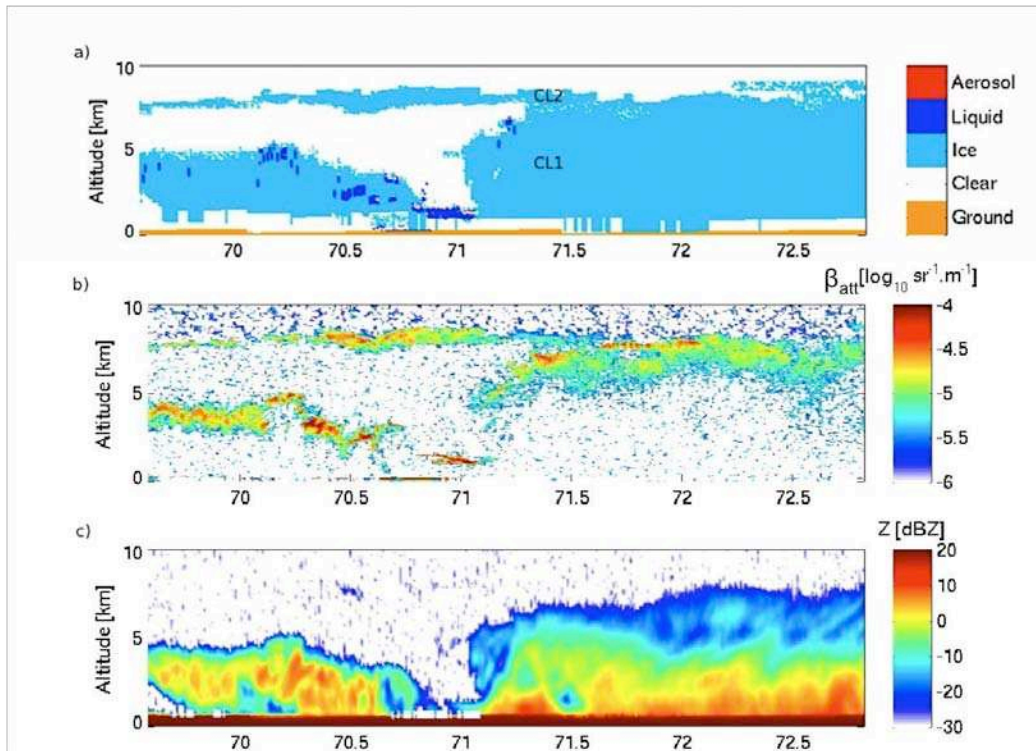 a)
10
5
0
Altitude [km]
CL2
CL1
70 70.5 71 71.5 72 72.5
Aerosol
Liquid
Ice
Clear
Ground
b)
βatt[log10 sr-1.m-1]
10
5
0
Altitude [km]
70 70.5 71 71.5 72 72.5
-4
-4.5
-5
-5.5
-6
c)
Z [dBZ]
10
5
0
Altitude [km]
70 70.5 71 71.5 72 72.5
20
10
0
-10
-20
-30